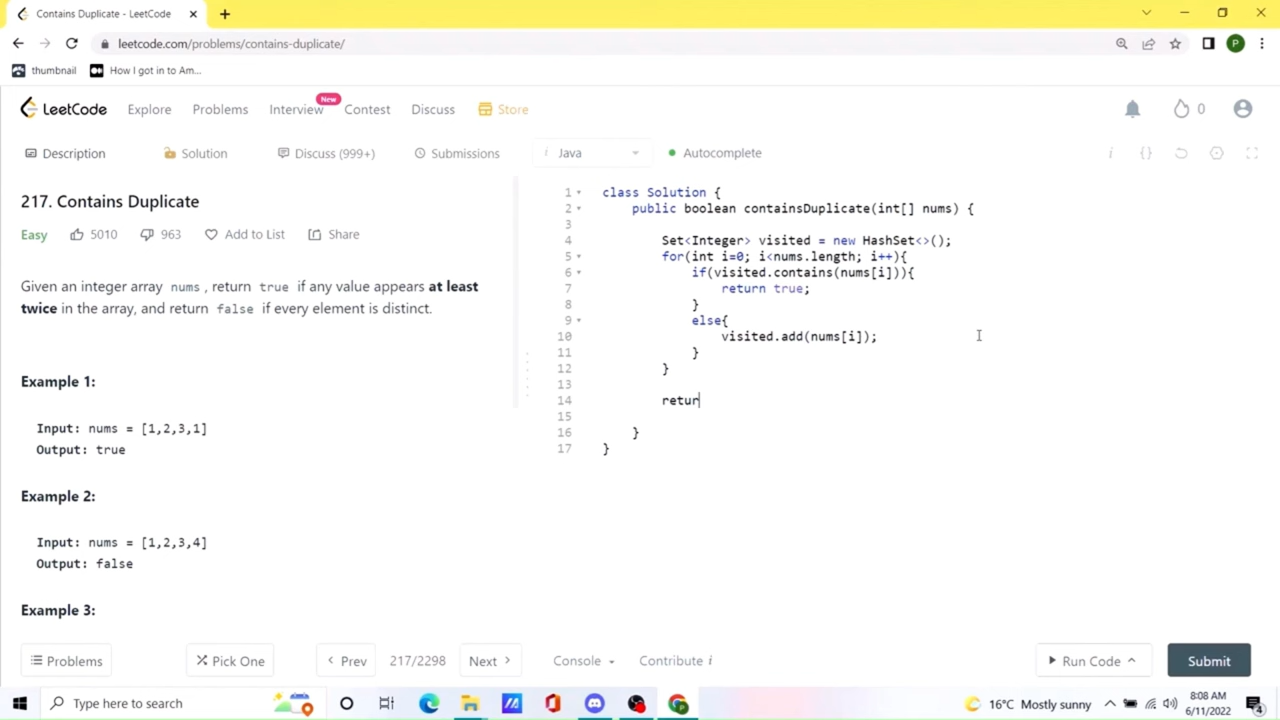 Contains Duplicate - LeetCode
leetcode.com/problems/contains-duplicate/
P
thumbnail
How I got in to Am...
LeetCode Explore Problems Interview New Contest Discuss Store
0
Description Solution Discuss (999+) Submissions
i Java Autocomplete
217. Contains Duplicate
Easy 5010 963 Add to List Share
Given an integer array nums , return true if any value appears at least
twice in the array, and return false if every element is distinct.
Example 1:
Input: nums = [1,2,3,1]
Output: true
Example 2:
Input: nums = [1,2,3,4]
Output: false
Example 3:
1 class Solution {
2 public boolean containsDuplicate(int[] nums) {
3
4 Set<Integer> visited = new HashSet<>();
5 for(int i=0; i<nums.length; i++){
6 if(visited.contains(nums[i])){
7 return true;
8 }
9 else{
10 visited.add(nums[i]);
11 }
12 }
13
14 retur
15
16 }
17 }
Problems Pick One Prev 217/2298 Next Console Contribute i Run Code Submit
Type here to search
16°C Mostly sunny
8:08 AM
6/11/2022
4